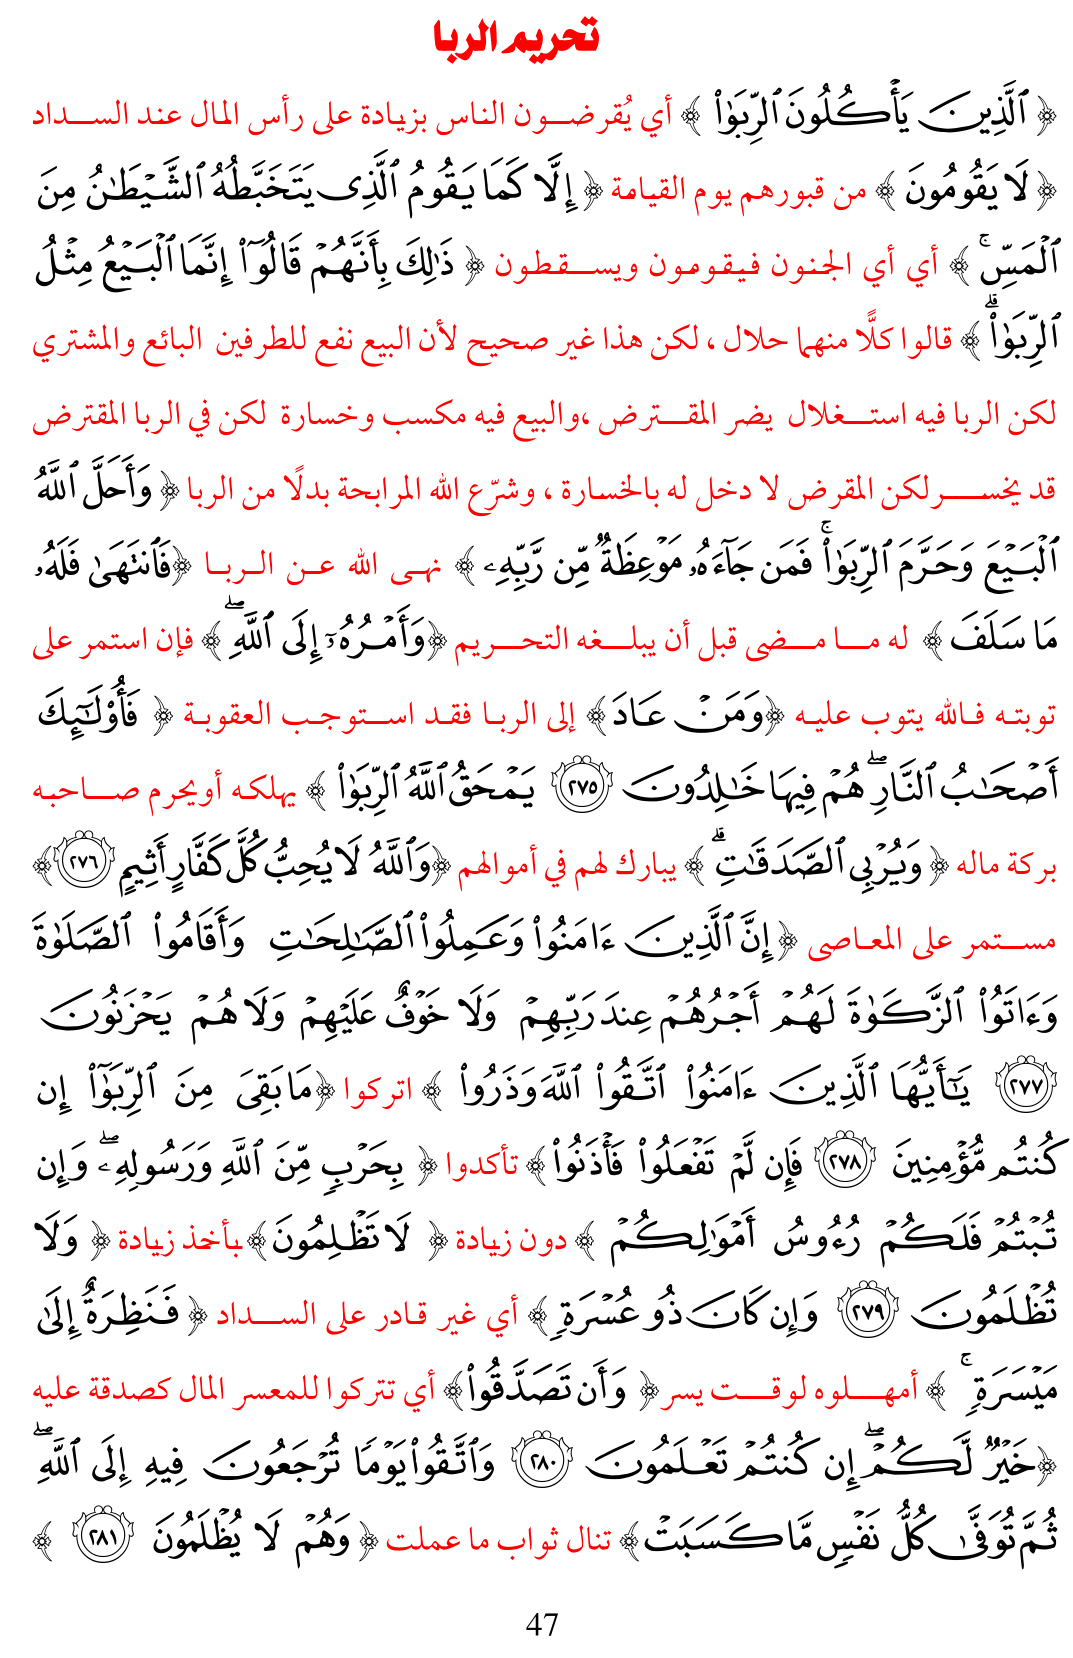 تحريم الربا
﴿ ٱلَّذِينَ يَأْكُلُونَ ٱلرِّبَوٰا۟ ﴾ أي يُقرضون الناس بزيادة على رأس المال عند السداد
﴿ لَا يَقُومُونَ ﴾ من قبورهم يوم القيامة ﴿ إِلَّا كَمَا يَقُومُ ٱلَّذِى يَتَخَبَّطُهُ ٱلشَّيْطَٰنُ مِنَ
ٱلْمَسِّ ۚ ﴾ أي أي الجنون فيقومون ويسقطون ﴿ ذَٰلِكَ بِأَنَّهُمْ قَالُوٓا۟ إِنَّمَا ٱلْبَيْعُ مِثْلُ
ٱلرِّبَوٰا۟ ۗ ﴾ قالوا كلًّا منهما حلال ، لكن هذا غير صحيح لأن البيع نفع للطرفين البائع والمشتري
لكن الربا فيه استغلال يضر المقترض ،والبيع فيه مكسب وخسارة لكن في الربا المقترض
قد يخسرلكن المقرض لا دخل له بالخسارة ، وشرّع الله المرابحة بدلًا من الربا ﴿ وَأَحَلَّ ٱللَّهُ
ٱلْبَيْعَ وَحَرَّمَ ٱلرِّبَوٰا۟ ۚ فَمَن جَآءَهُۥ مَوْعِظَةٌ مِّن رَّبِّهِۦ ﴾ نهى الله عن الربا ﴿فَٱنتَهَىٰ فَلَهُۥ
مَا سَلَفَ ﴾ له ما مضى قبل أن يبلغه التحريم ﴿وَأَمْرُهُۥٓ إِلَى ٱللَّهِ ۖ ﴾ فإن استمر على
توبته فالله يتوب عليه ﴿وَمَنْ عَادَ ﴾ إلى الربا فقد استوجب العقوبة ﴿ فَأُو۟لَٰٓئِكَ
أَصْحَٰبُ ٱلنَّارِ ۖ هُمْ فِيهَا خَٰلِدُونَ ٢٧٥ يَمْحَقُ ٱللَّهُ ٱلرِّبَوٰا۟ ﴾ يهلكه أويحرم صاحبه
بركة ماله ﴿ وَيُرْبِى ٱلصَّدَقَٰتِ ۗ ﴾ يبارك لهم في أموالهم ﴿وَٱللَّهُ لَا يُحِبُّ كُلَّ كَفَّارٍ أَثِيمٍ ٢٧٦﴾
مستمر على المعاصى ﴿ إِنَّ ٱلَّذِينَ ءَامَنُوا۟ وَعَمِلُوا۟ ٱلصَّٰلِحَٰتِ وَأَقَامُوا۟ ٱلصَّلَوٰةَ
وَءَاتَوُا۟ ٱلزَّكَوٰةَ لَهُمْ أَجْرُهُمْ عِندَ رَبِّهِمْ وَلَا خَوْفٌ عَلَيْهِمْ وَلَا هُمْ يَحْزَنُونَ
٢٧٧ يَٰٓأَيُّهَا ٱلَّذِينَ ءَامَنُوا۟ ٱتَّقُوا۟ ٱللَّهَ وَذَرُوا۟ ﴾ اتركوا ﴿مَا بَقِىَ مِنَ ٱلرِّبَوٰٓا۟ إِن
كُنتُم مُّؤْمِنِينَ ٢٧٨ فَإِن لَّمْ تَفْعَلُوا۟ فَأْذَنُوا۟ ﴾ تأكدوا ﴿ بِحَرْبٍ مِّنَ ٱللَّهِ وَرَسُولِهِۦ ۖ وَإِن
تُبْتُمْ فَلَكُمْ رُءُوسُ أَمْوَٰلِكُمْ ﴾ دون زيادة ﴿ لَا تَظْلِمُونَ ﴾ بأخذ زيادة ﴿ وَلَا
تُظْلَمُونَ ٢٧٩ وَإِن كَانَ ذُو عُسْرَةٍ ﴾ أي غير قادر على السداد ﴿ فَنَظِرَةٌ إِلَىٰ
مَيْسَرَةٍ ۚ ﴾ أمهلوه لوقت يسر ﴿ وَأَن تَصَدَّقُوا۟ ﴾ أي تتركوا للمعسر المال كصدقة عليه
﴿خَيْرٌ لَّكُمْ ۖ إِن كُنتُمْ تَعْلَمُونَ ٢٨٠ وَٱتَّقُوا۟ يَوْمًا تُرْجَعُونَ فِيهِ إِلَى ٱللَّهِ ۖ
ثُمَّ تُوَفَّىٰ كُلُّ نَفْسٍ مَّا كَسَبَتْ ﴾ تنال ثواب ما عملت ﴿ وَهُمْ لَا يُظْلَمُونَ ٢٨١ ﴾
47